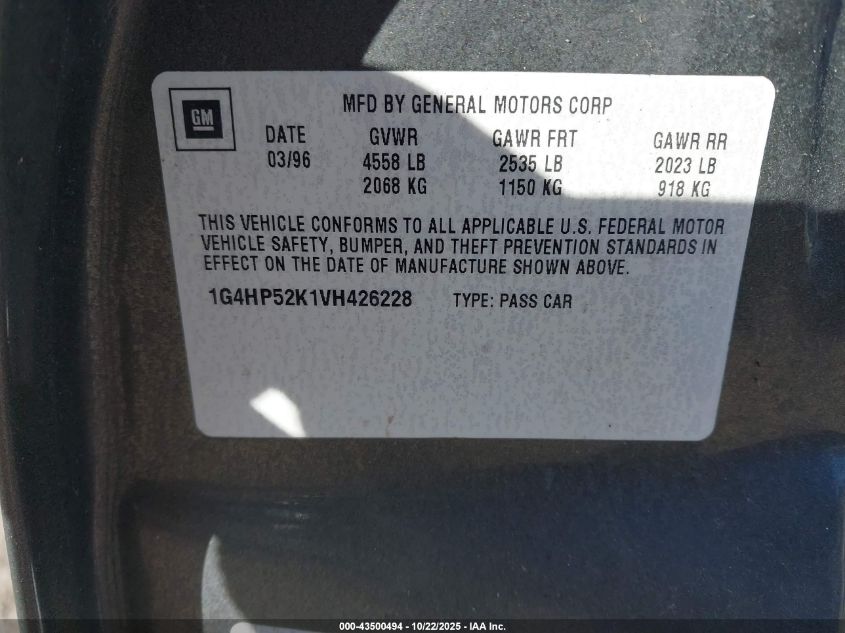 GM
MFD BY GENERAL MOTORS CORP
DATE GVWR GAWR FRT GAWR RR
03/96 4558 LB 2535 LB 2023 LB
2068 KG 1150 KG 918 KG
THIS VEHICLE CONFORMS TO ALL APPLICABLE U.S. FEDERAL MOTOR
VEHICLE SAFETY, BUMPER, AND THEFT PREVENTION STANDARDS IN
EFFECT ON THE DATE OF MANUFACTURE SHOWN ABOVE.
1G4HP52K1VH426228 TYPE: PASS CAR
000-43500494 - 10/22/2025 - IAA Inc.